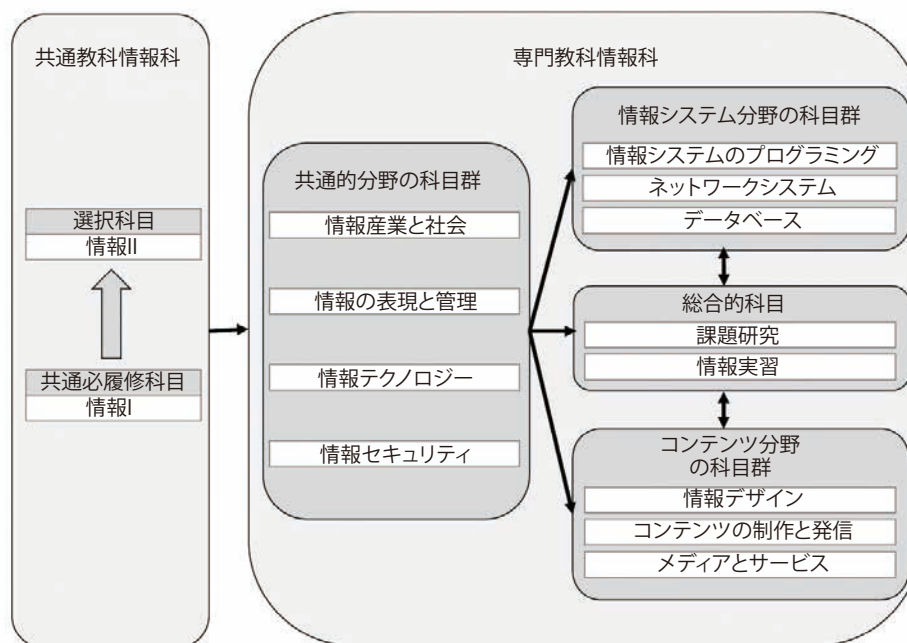 共通教科情報科
選択科目
情報II
共通必履修科目
情報I
専門教科情報科
共通的分野の科目群
情報産業と社会
情報の表現と管理
情報テクノロジー
情報セキュリティ
情報システム分野の科目群
情報システムのプログラミング
ネットワークシステム
データベース
総合的科目
課題研究
情報実習
コンテンツ分野
の科目群
情報デザイン
コンテンツの制作と発信
メディアとサービス